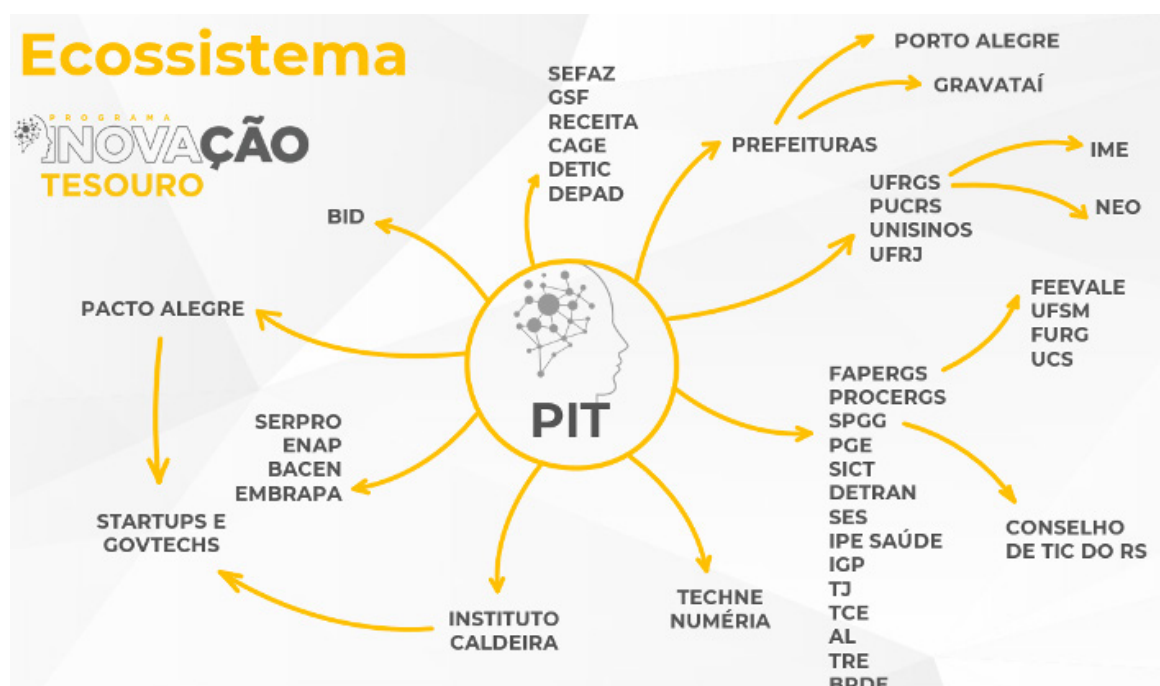 Ecossistema
PROGRAMA
INOVAÇÃO
TESOURO
BID
PACTO ALEGRE
SERPRO
ENAP
BACEN
EMBRAPA
STARTUPS E
GOVTECHS
SEFAZ
GSF
RECEITA
CAGE
DETIC
DEPAD
PIT
INSTITUTO
CALDEIRA
TECHNE
NUMÉRIA
PREFEITURAS
PORTO ALEGRE
GRAVATAÍ
UFRGS
PUCRS
UNISINOS
UFRJ
IME
NEO
FAPERGS
PROCERGS
SPGG
PGE
SICT
DETRAN
SES
IPE SAÚDE
IGP
TJ
TCE
AL
TRE
BRDE
FEEVALE
UFSM
FURG
UCS
CONSELHO
DE TIC DO RS